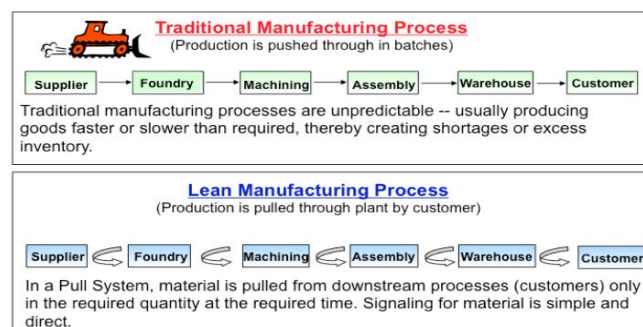 Traditional Manufacturing Process
(Production is pushed through in batches)
Supplier Foundry Machining Assembly Warehouse Customer
Traditional manufacturing processes are unpredictable -- usually producing
goods faster or slower than required, thereby creating shortages or excess
inventory.
Lean Manufacturing Process
(Production is pulled through plant by customer)
Supplier Foundry Machining Assembly Warehouse Customer
In a Pull System, material is pulled from downstream processes (customers) only
in the required quantity at the required time. Signaling for material is simple and
direct.